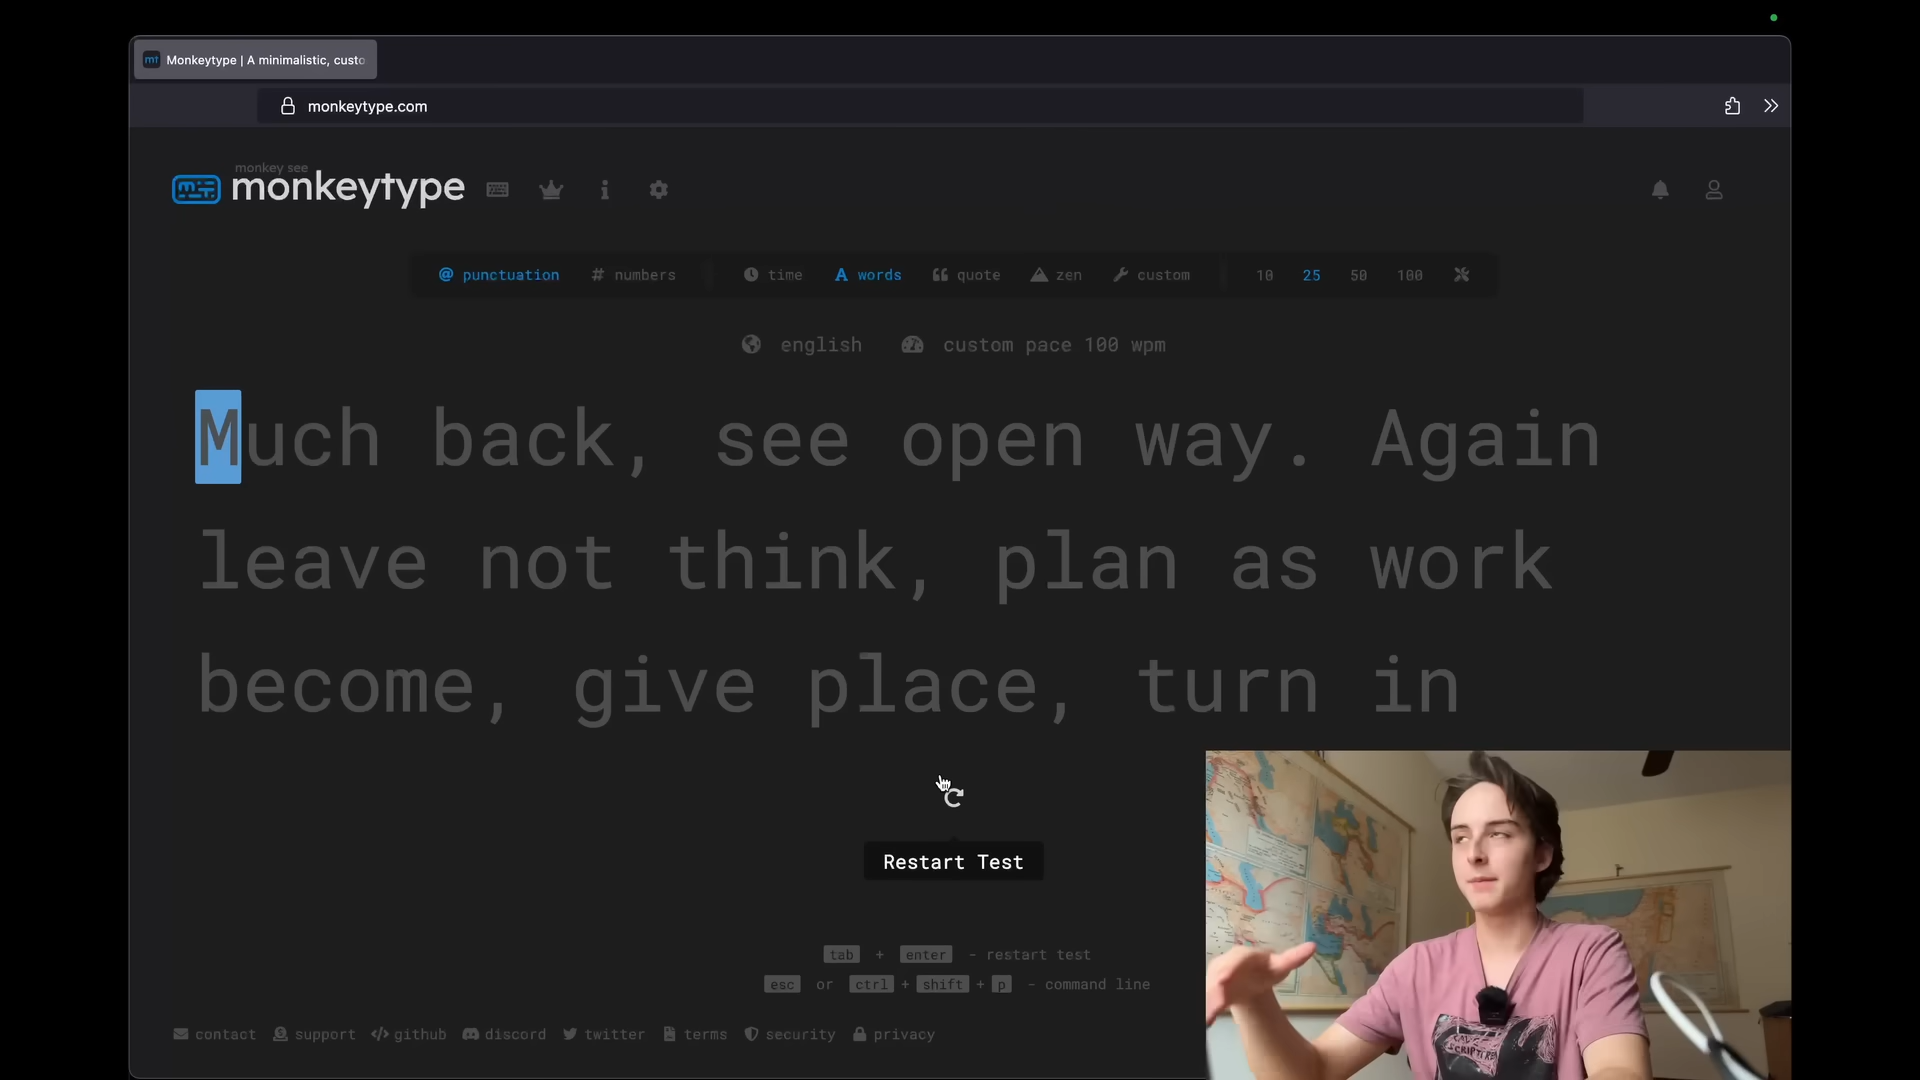 Monkeytype | A minimalistic, custo
monkeytype.com
monkey see
monkeytype
@ punctuation # numbers time A words quote zen custom 10 25 50 100
english custom pace 100 wpm
Much back, see open way. Again
leave not think, plan as work
become, give place, turn in
Restart Test
tab + enter - restart test
esc or ctrl + shift + p - command line
contact support </> github discord twitter terms security privacy